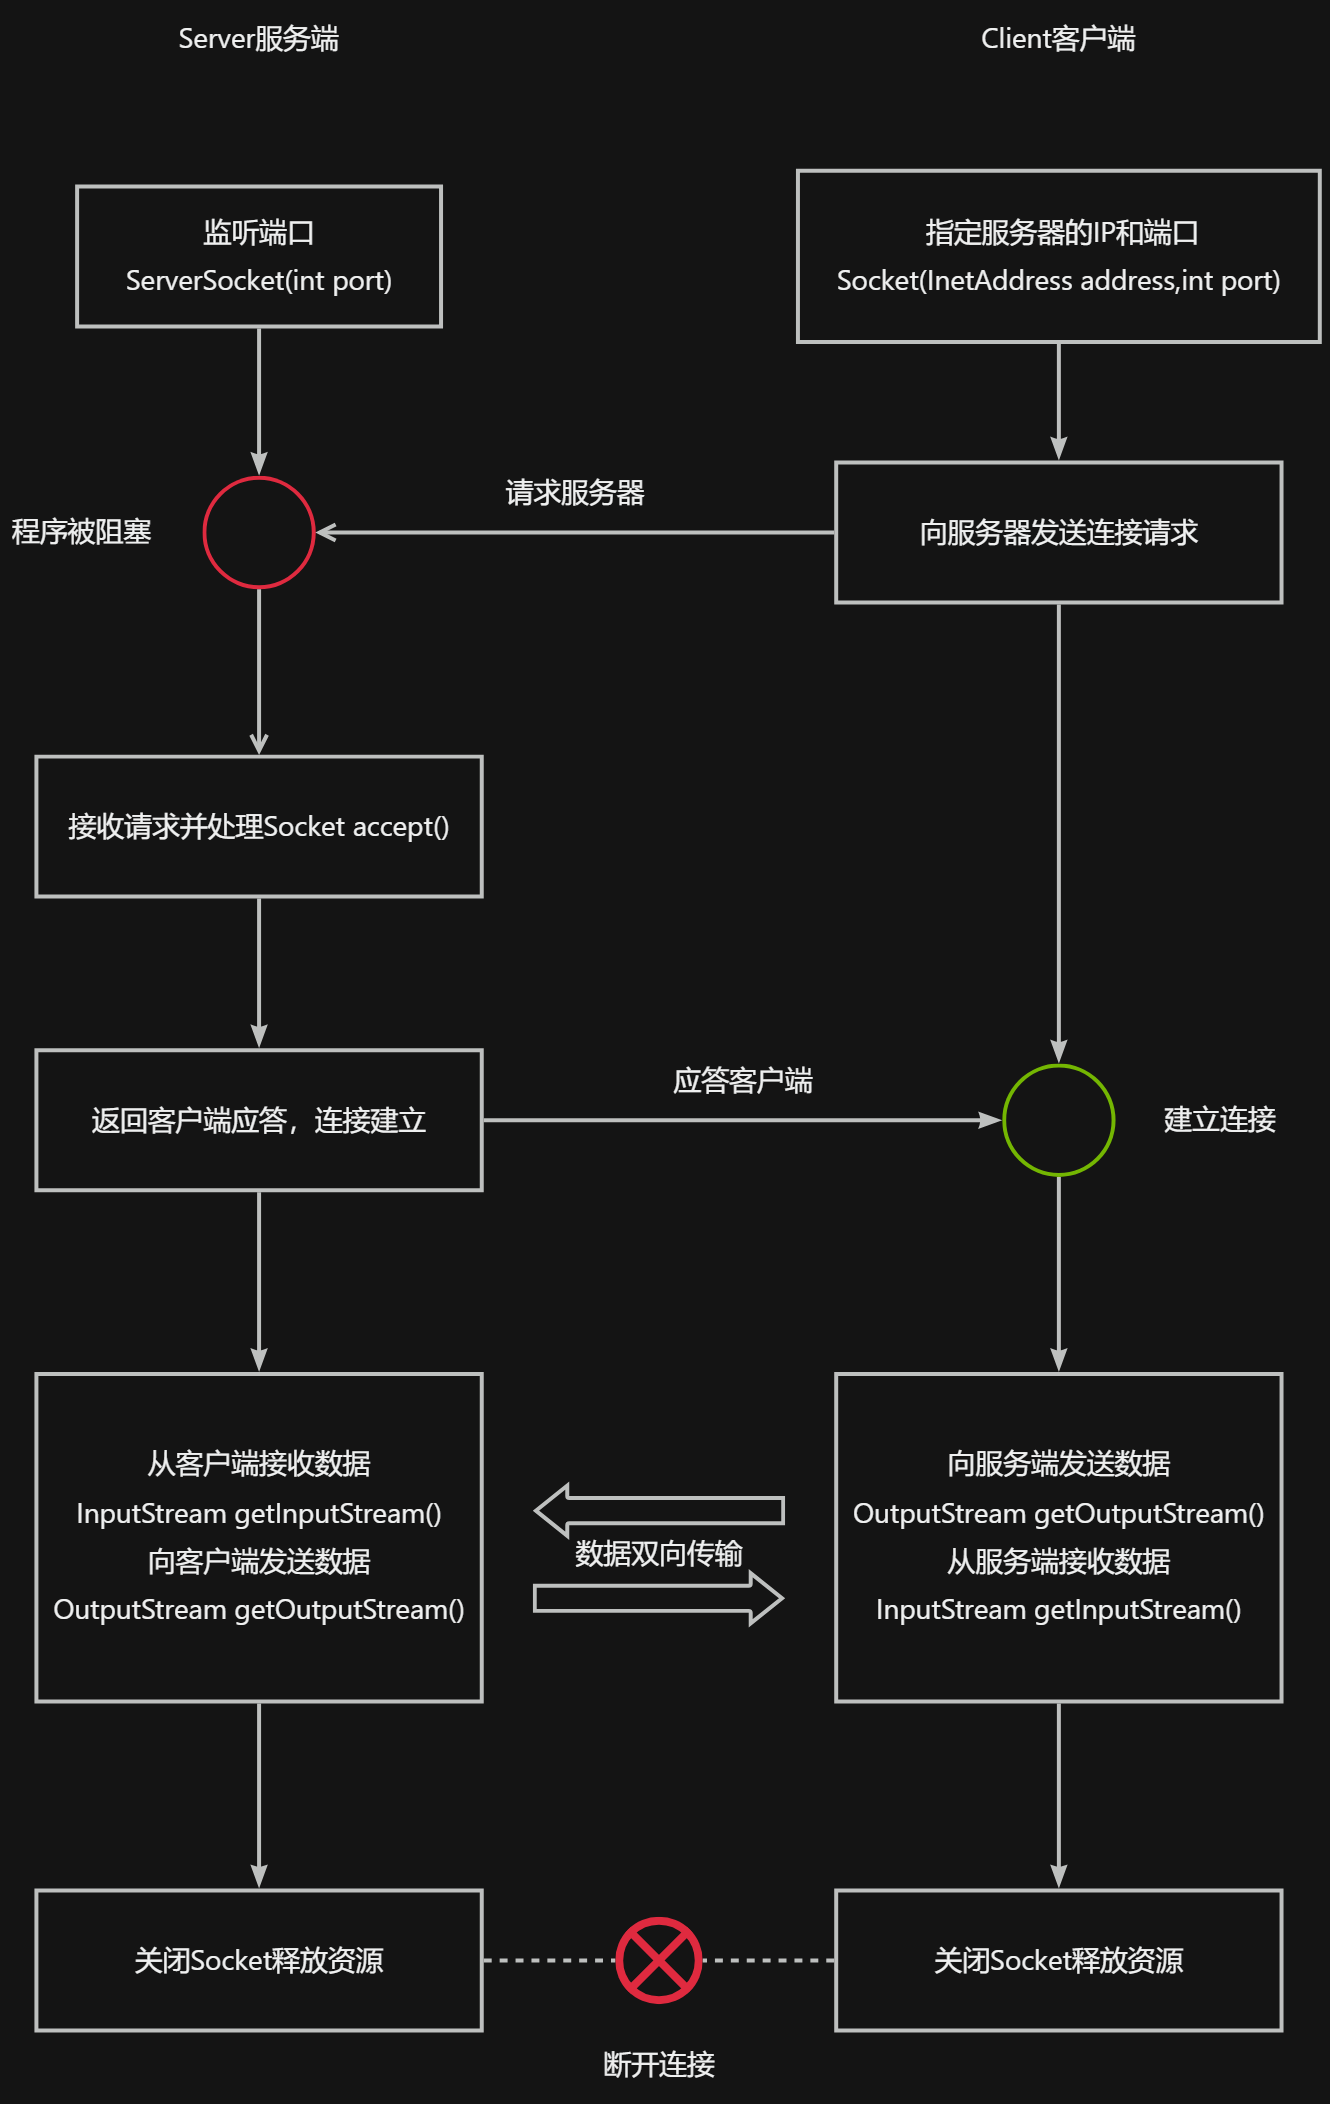 Server服务端
Client客户端
监听端口
ServerSocket(int port)
指定服务器的IP和端口
Socket(InetAddress address,int port)
程序被阻塞
请求服务器
向服务器发送连接请求
接收请求并处理Socket accept()
返回客户端应答，连接建立
应答客户端
建立连接
从客户端接收数据
InputStream getInputStream()
向客户端发送数据
OutputStream getOutputStream()
数据双向传输
向服务端发送数据
OutputStream getOutputStream()
从服务端接收数据
InputStream getInputStream()
关闭Socket释放资源
关闭Socket释放资源
断开连接